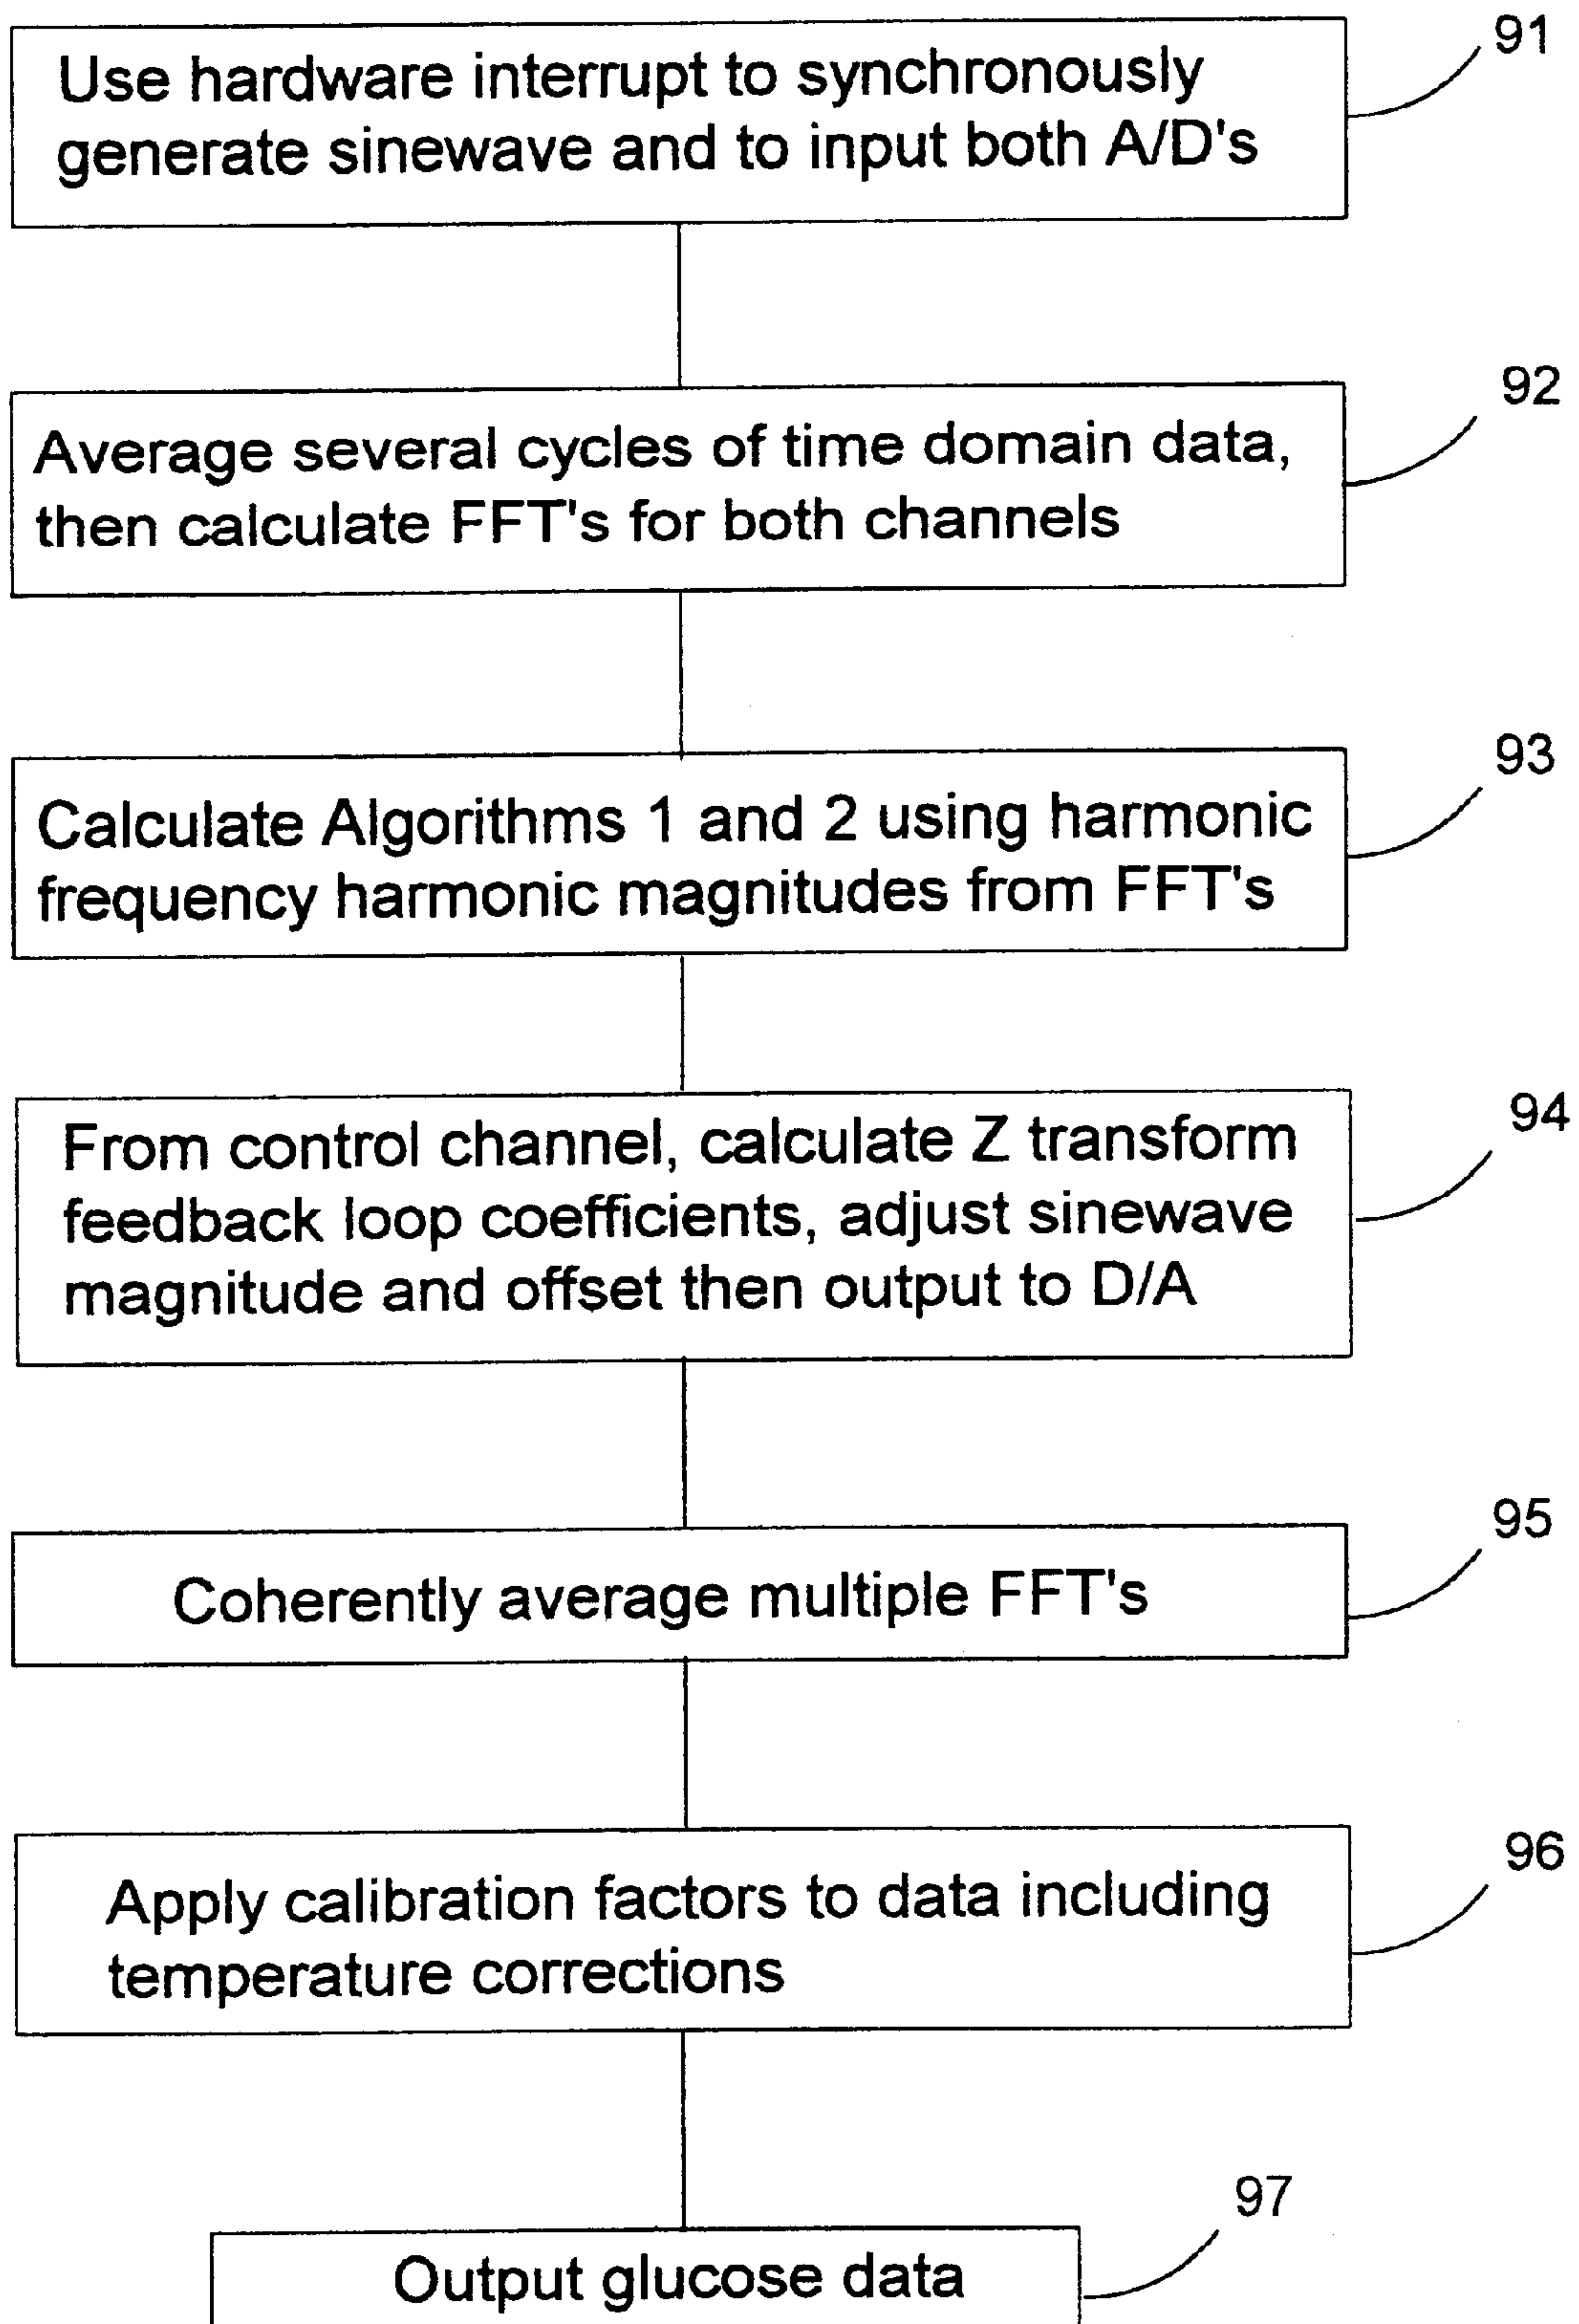 91
Use hardware interrupt to synchronously
generate sinewave and to input both A/D's
92
Average several cycles of time domain data,
then calculate FFT's for both channels
93
Calculate Algorithms 1 and 2 using harmonic
frequency harmonic magnitudes from FFT's
94
From control channel, calculate Z transform
feedback loop coefficients, adjust sinewave
magnitude and offset then output to D/A
95
Coherently average multiple FFT's
96
Apply calibration factors to data including
temperature corrections
97
Output glucose data